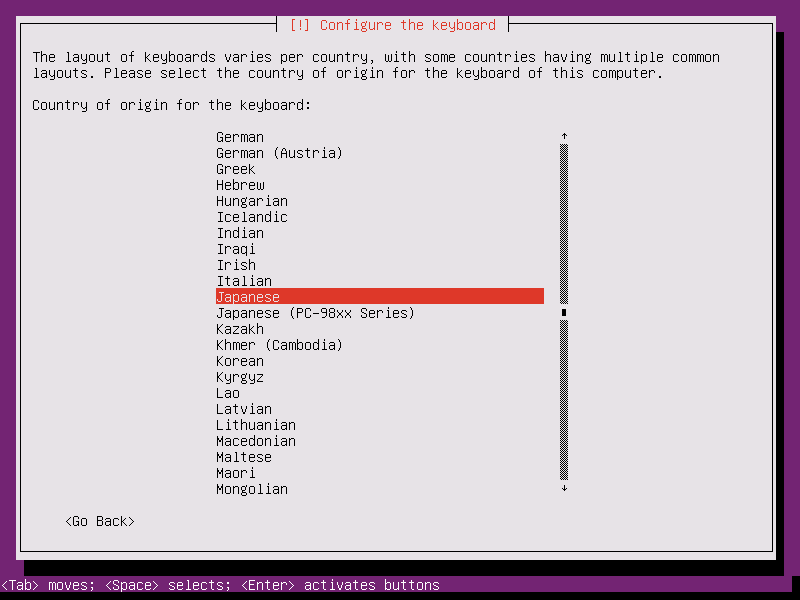 [!] Configure the keyboard
The layout of keyboards varies per country, with some countries having multiple common
layouts. Please select the country of origin for the keyboard of this computer.
Country of origin for the keyboard:
German
German (Austria)
Greek
Hebrew
Hungarian
Icelandic
Indian
Iraqi
Irish
Italian
Japanese
Japanese (PC-98xx Series)
Kazakh
Khmer (Cambodia)
Korean
Kyrgyz
Lao
Latvian
Lithuanian
Macedonian
Maltese
Maori
Mongolian
<Go Back>
<Tab> moves; <Space> selects; <Enter> activates buttons